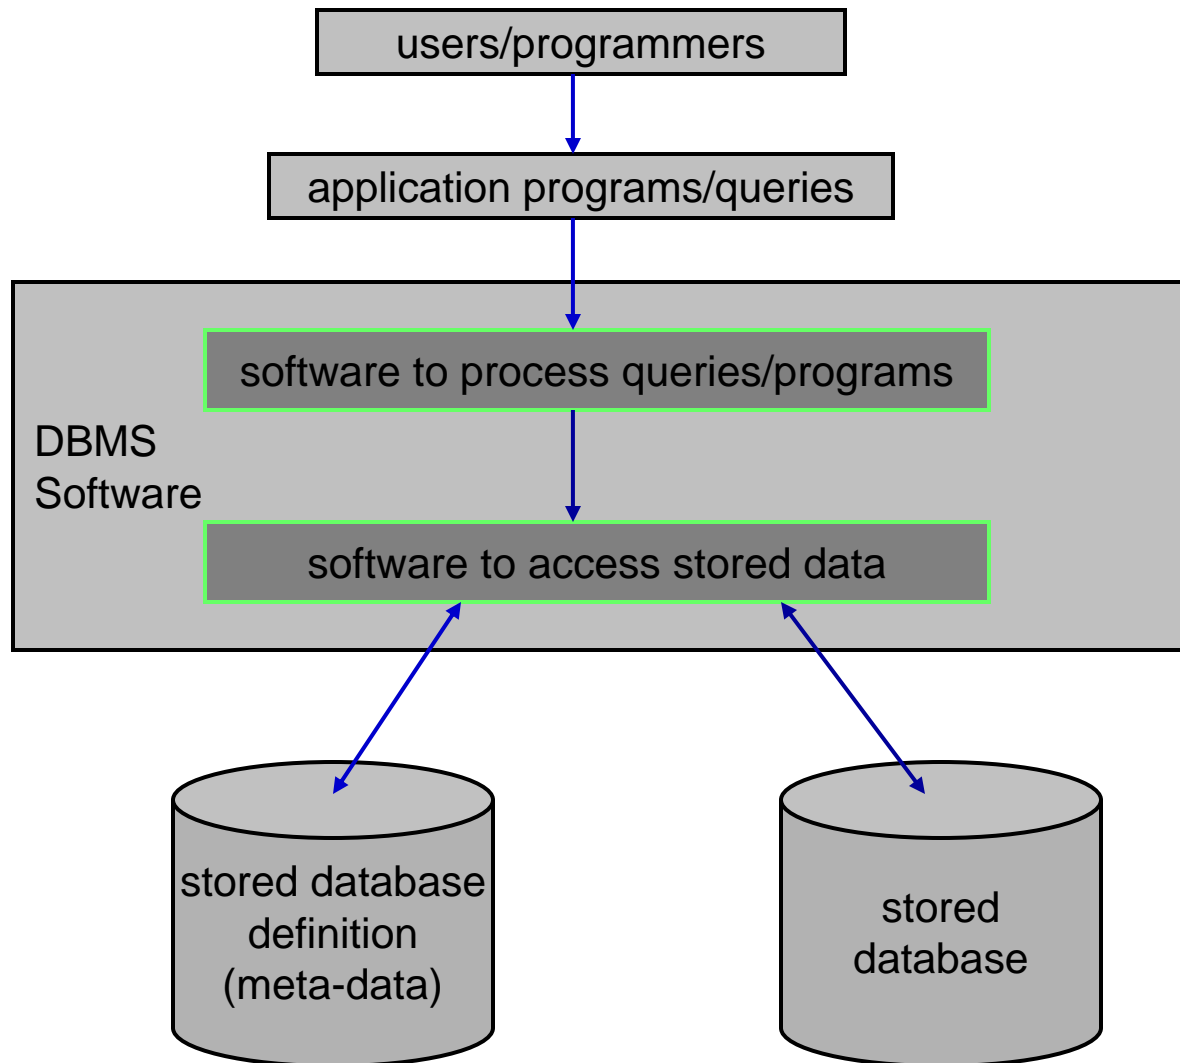 users/programmers
application programs/queries
software to process queries/programs
DBMS
Software
software to access stored data
stored database
definition
(meta-data)
stored
database